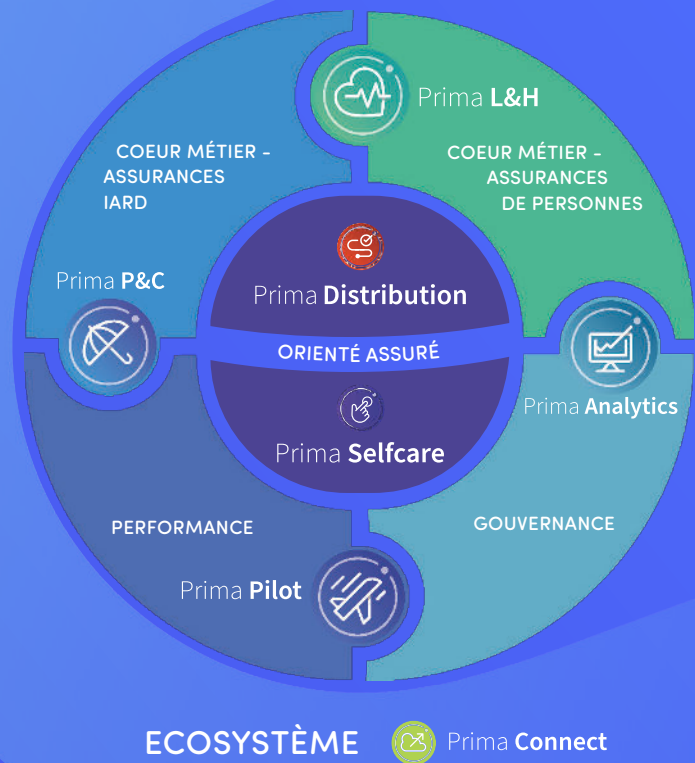 Prima L&H
COEUR MÉTIER -
ASSURANCES
IARD
COEUR MÉTIER -
ASSURANCES
DE PERSONNES
Prima P&C
Prima Distribution
ORIENTÉ ASSURÉ
Prima Selfcare
Prima Analytics
PERFORMANCE
GOUVERNANCE
Prima Pilot
ECOSYSTÈME
Prima Connect